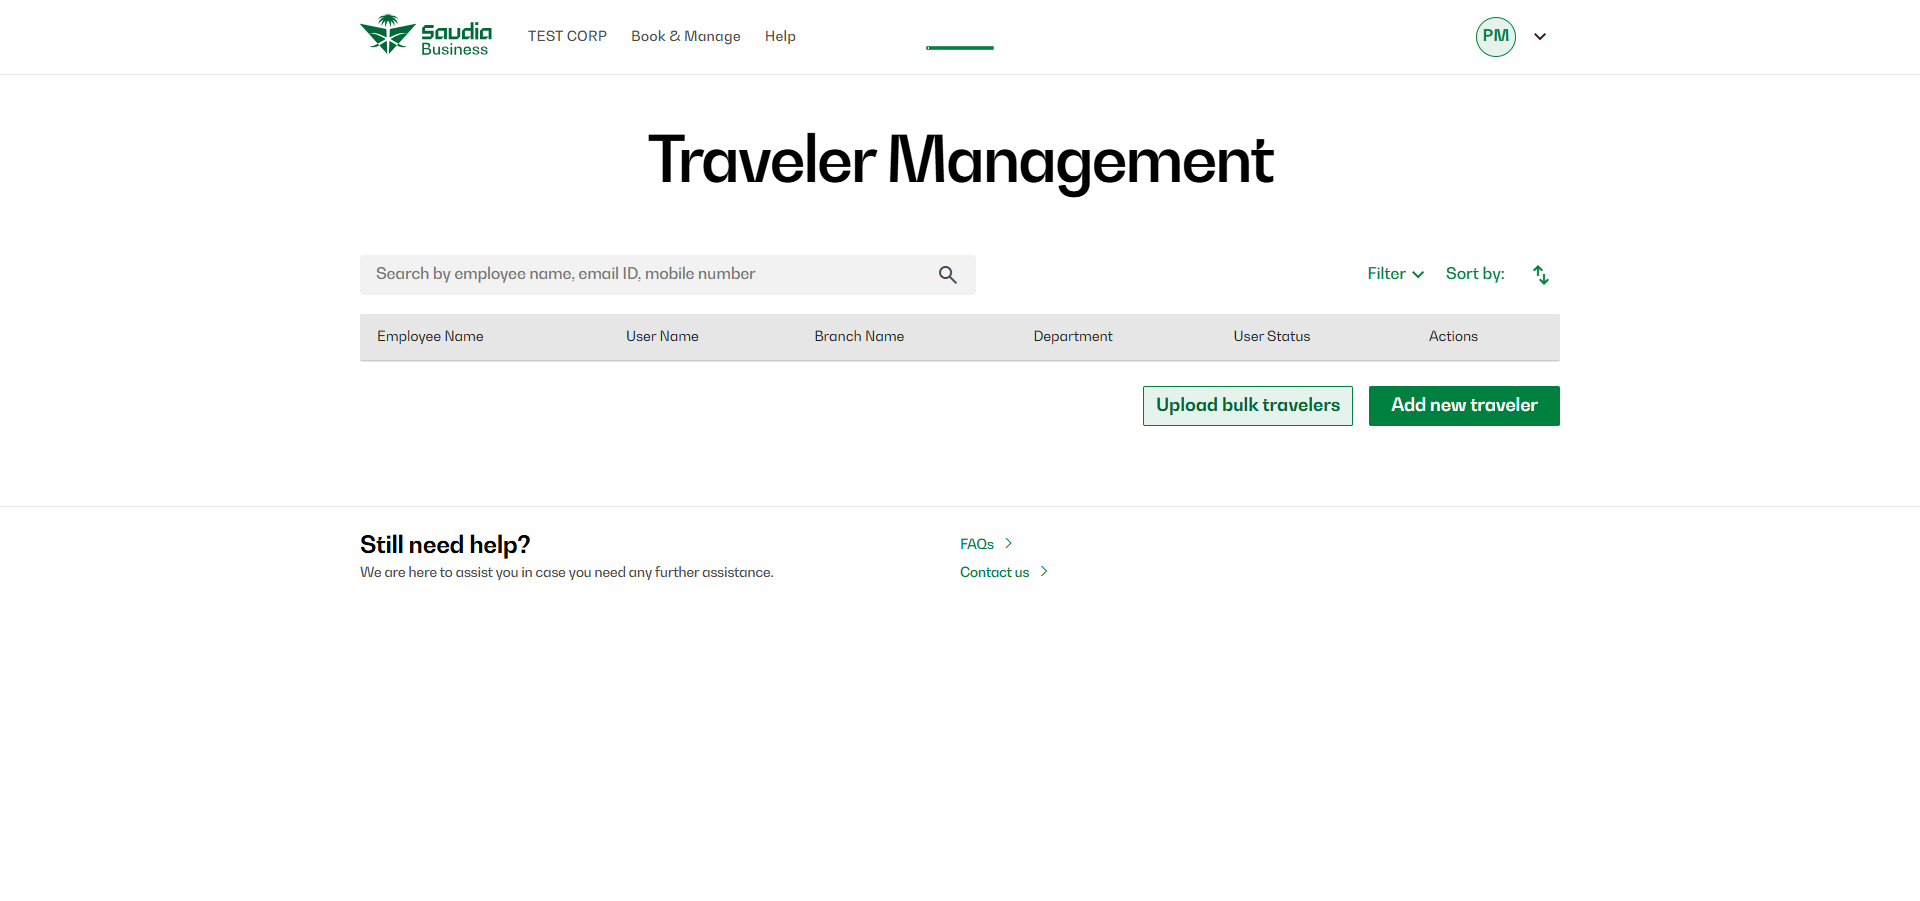 Saudia
Business
TEST CORP
Book & Manage
Help
PM
Traveler Management
Search by employee name, email ID, mobile number
Filter
Sort by:
Employee Name
User Name
Branch Name
Department
User Status
Actions
Upload bulk travelers
Add new traveler
Still need help?
We are here to assist you in case you need any further assistance.
FAQs
Contact us